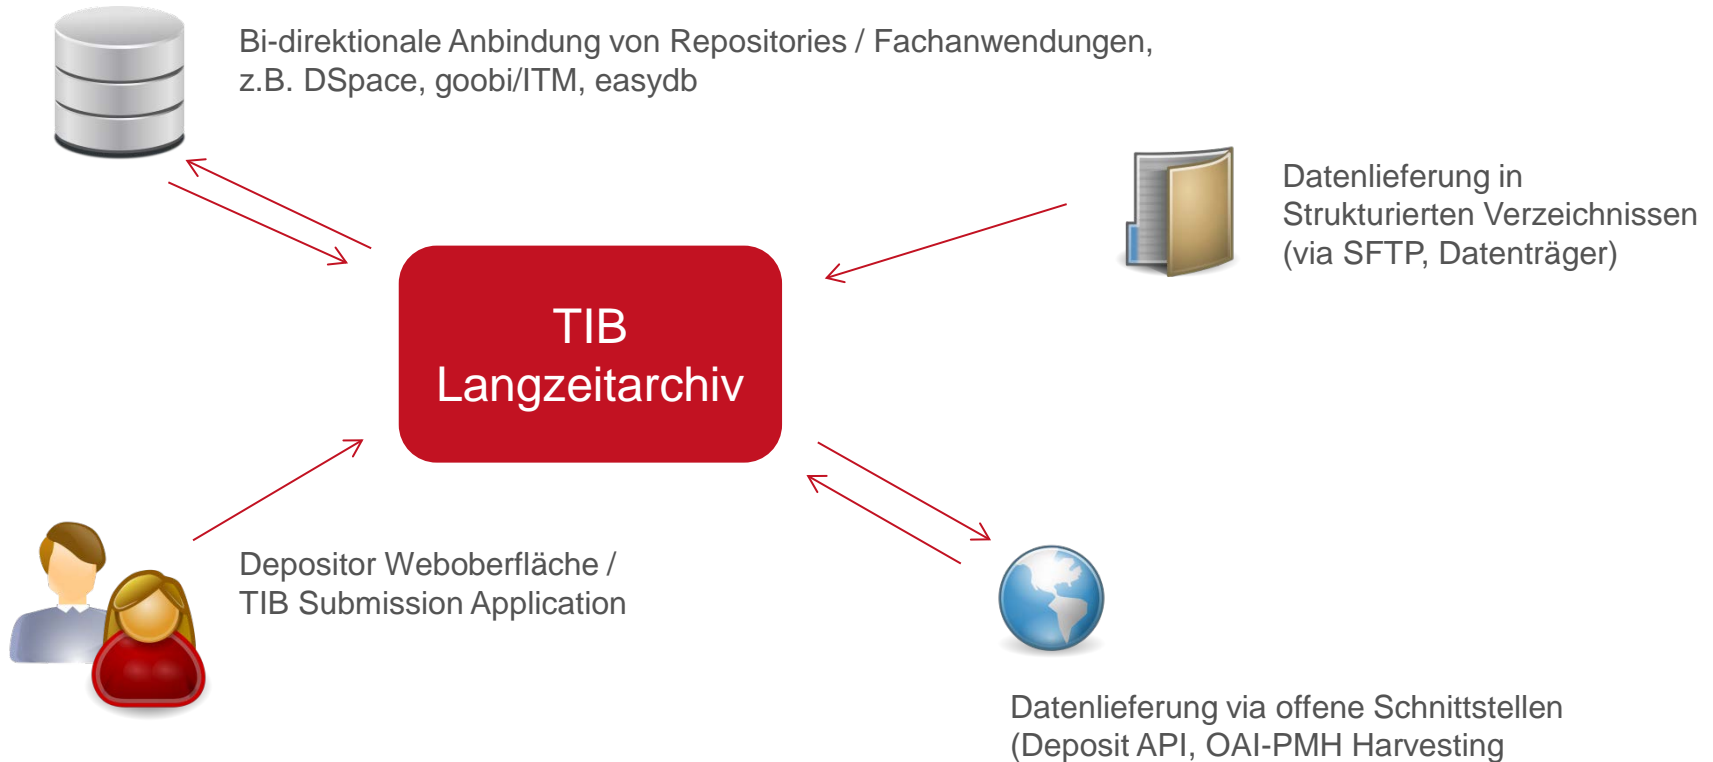 Bi-direktionale Anbindung von Repositories / Fachanwendungen,
z.B. DSpace, goobi/ITM, easydb
Datenlieferung in
Strukturierten Verzeichnissen
(via SFTP, Datenträger)
TIB
Langzeitarchiv
Depositor Weboberfläche /
TIB Submission Application
Datenlieferung via offene Schnittstellen
(Deposit API, OAI-PMH Harvesting